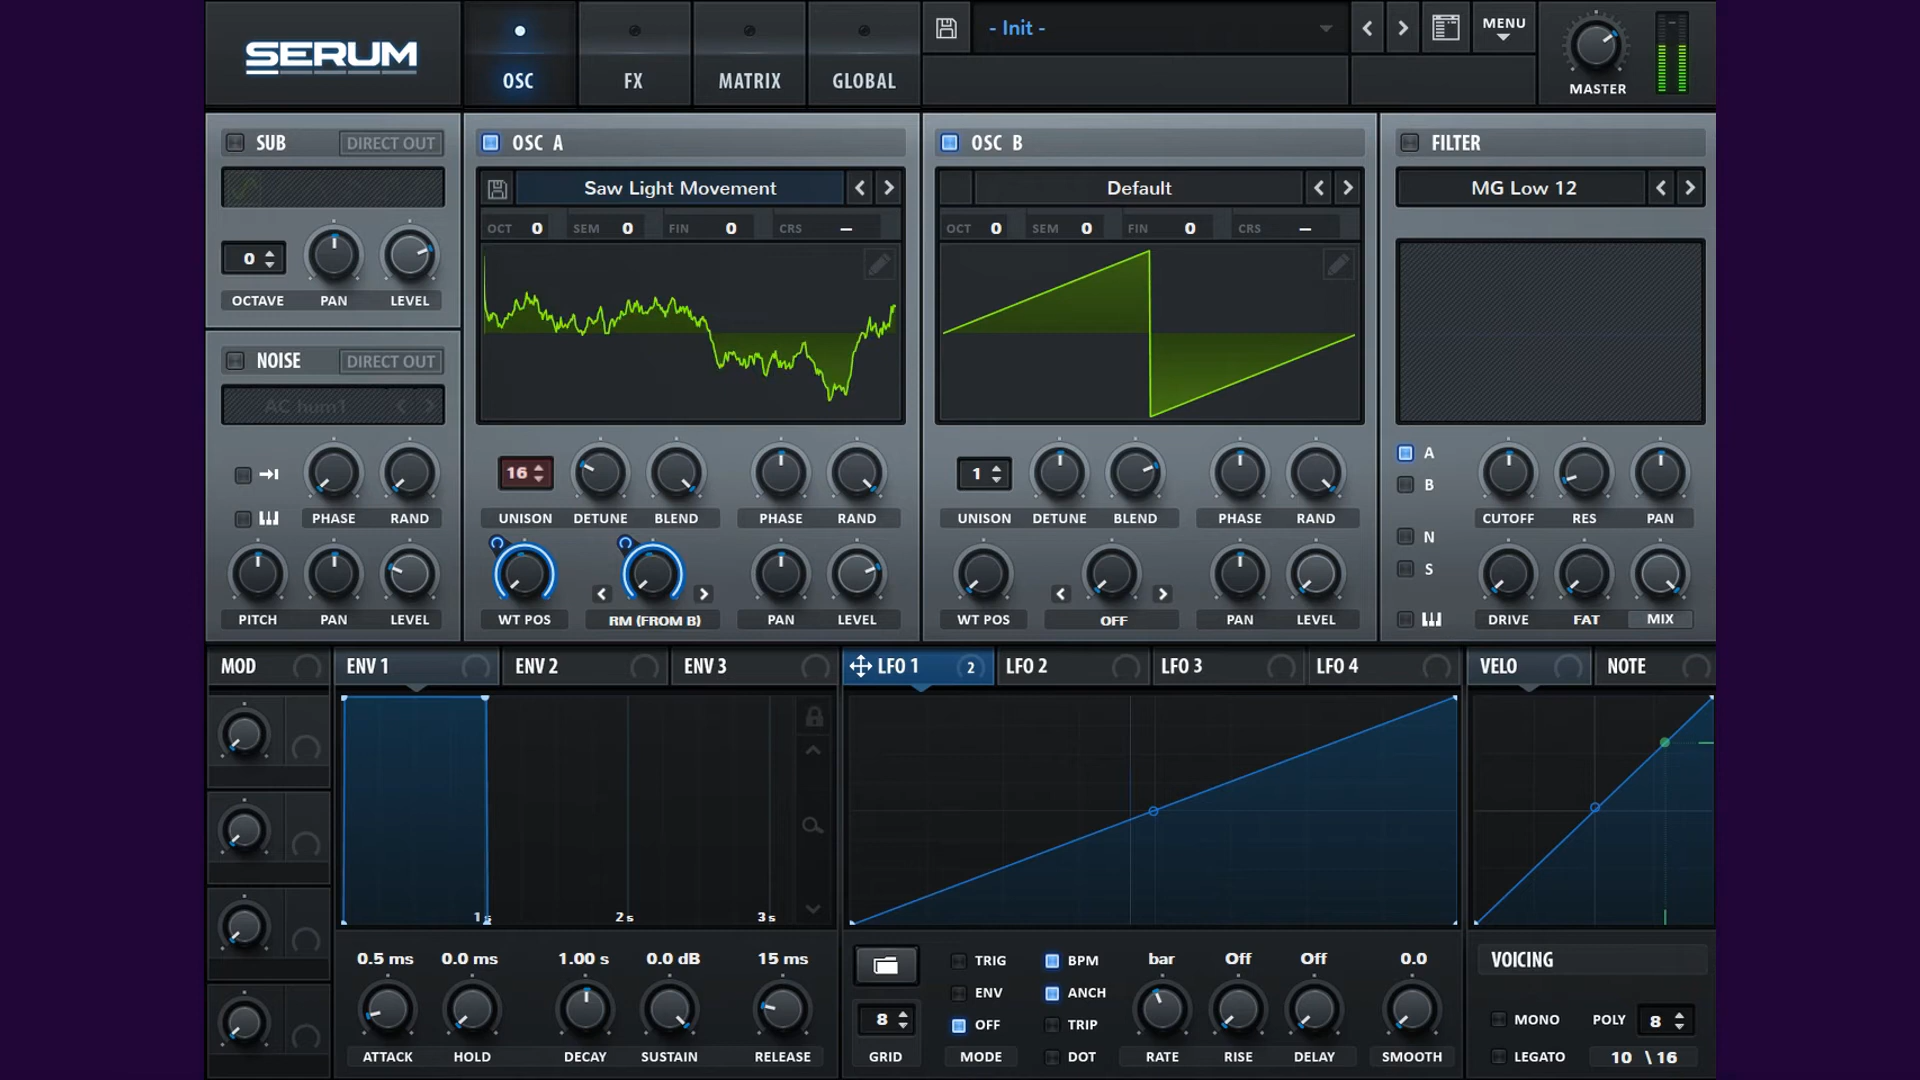 SERUM
OSC
FX
MATRIX
GLOBAL
- Init -
MENU
MASTER
SUB
DIRECT OUT
0
OCTAVE
PAN
LEVEL
NOISE
DIRECT OUT
AC hum1
PHASE
RAND
PITCH
PAN
LEVEL
OSC A
Saw Light Movement
OCT 0 SEM 0 FIN 0 CRS –
16
UNISON
DETUNE
BLEND
PHASE
RAND
WT POS
RM (FROM B)
PAN
LEVEL
OSC B
Default
OCT 0 SEM 0 FIN 0 CRS –
1
UNISON
DETUNE
BLEND
PHASE
RAND
WT POS
OFF
PAN
LEVEL
FILTER
MG Low 12
A
B
N
S
CUTOFF
RES
PAN
DRIVE
FAT
MIX
MOD
ENV 1
ENV 2
ENV 3
LFO 1 2
LFO 2
LFO 3
LFO 4
VELO
NOTE
1s
2s
3s
0.5 ms
0.0 ms
1.00 s
0.0 dB
15 ms
ATTACK
HOLD
DECAY
SUSTAIN
RELEASE
8
GRID
TRIG
ENV
OFF
MODE
BPM
ANCH
TRIP
DOT
bar
Off
Off
0.0
RATE
RISE
DELAY
SMOOTH
VOICING
MONO
POLY 8
LEGATO
10 \ 16